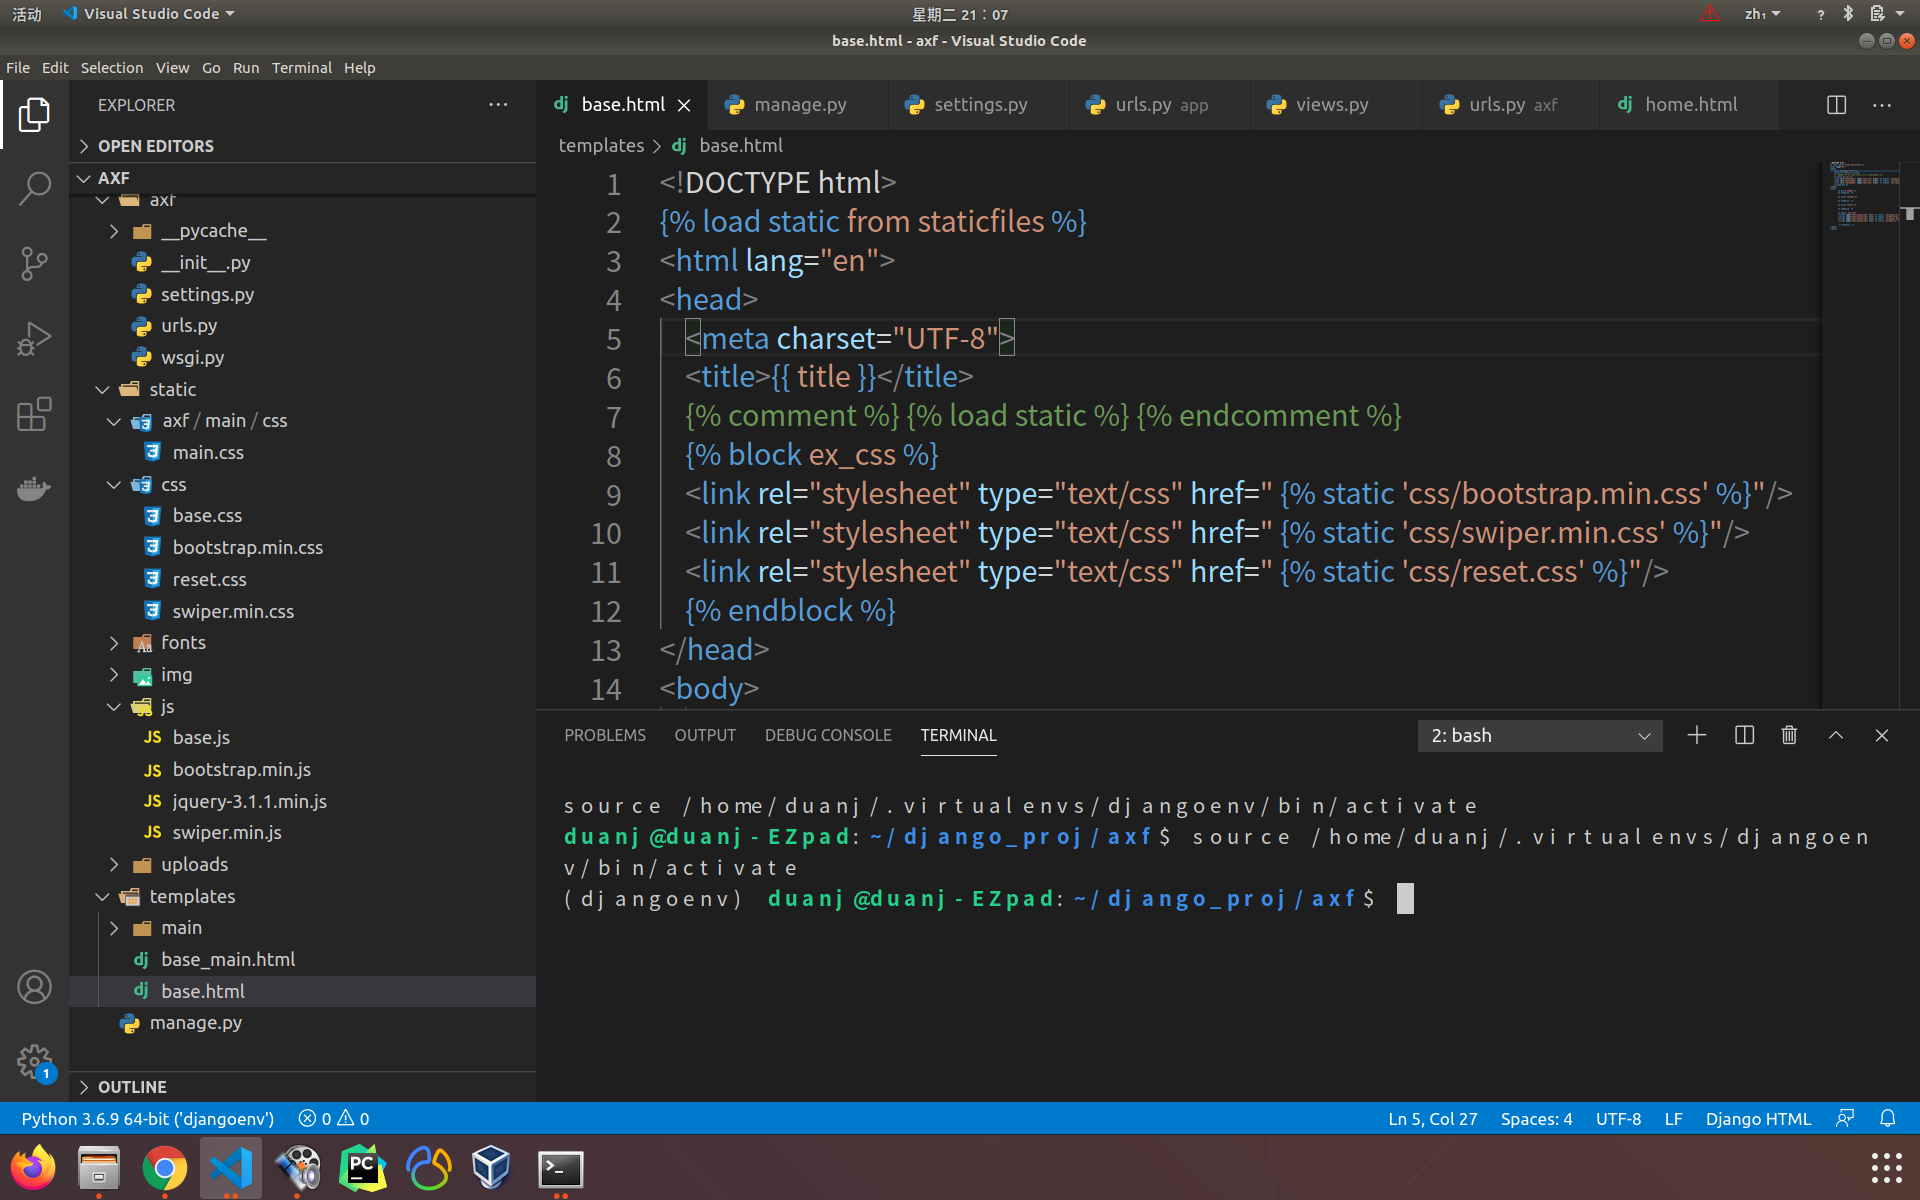 活动 Visual Studio Code 星期二 21：07 zh₁ ?
base.html - axf - Visual Studio Code
File Edit Selection View Go Run Terminal Help
EXPLORER
OPEN EDITORS
AXF
axf
__pycache__
__init__.py
settings.py
urls.py
wsgi.py
static
axf / main / css
main.css
css
base.css
bootstrap.min.css
reset.css
swiper.min.css
fonts
img
js
JS base.js
JS bootstrap.min.js
JS jquery-3.1.1.min.js
JS swiper.min.js
uploads
templates
main
dj base_main.html
dj base.html
manage.py
OUTLINE
1
dj base.html manage.py settings.py urls.py app views.py urls.py axf dj home.html
templates > dj base.html
1 <!DOCTYPE html>
2 {% load static from staticfiles %}
3 <html lang="en">
4 <head>
5 <meta charset="UTF-8">
6 <title>{{ title }}</title>
7 {% comment %} {% load static %} {% endcomment %}
8 {% block ex_css %}
9 <link rel="stylesheet" type="text/css" href=" {% static 'css/bootstrap.min.css' %}"/>
10 <link rel="stylesheet" type="text/css" href=" {% static 'css/swiper.min.css' %}"/>
11 <link rel="stylesheet" type="text/css" href=" {% static 'css/reset.css' %}"/>
12 {% endblock %}
13 </head>
14 <body>
PROBLEMS OUTPUT DEBUG CONSOLE TERMINAL 2: bash
source /home/duanj/.virtualenvs/djangoenv/bin/activate
duanj@duanj-EZpad:~/django_proj/axf$ source /home/duanj/.virtualenvs/djangoen
v/bin/activate
(djangoenv) duanj@duanj-EZpad:~/django_proj/axf$
Python 3.6.9 64-bit ('djangoenv') 0 0 Ln 5, Col 27 Spaces: 4 UTF-8 LF Django HTML
PC
>_